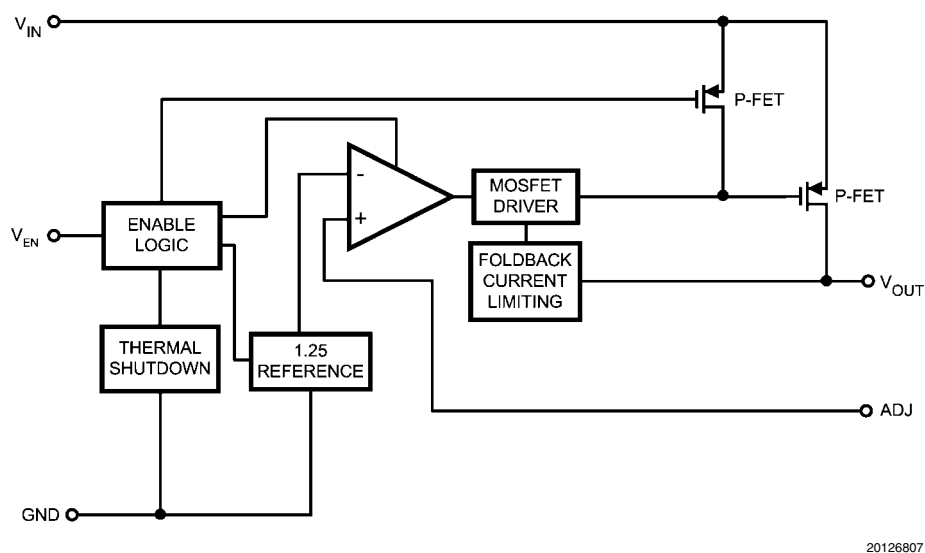 VIN
P-FET
MOSFET
DRIVER
P-FET
-
+
ENABLE
LOGIC
VEN
FOLDBACK
CURRENT
LIMITING
VOUT
THERMAL
SHUTDOWN
1.25
REFERENCE
ADJ
GND
20126807